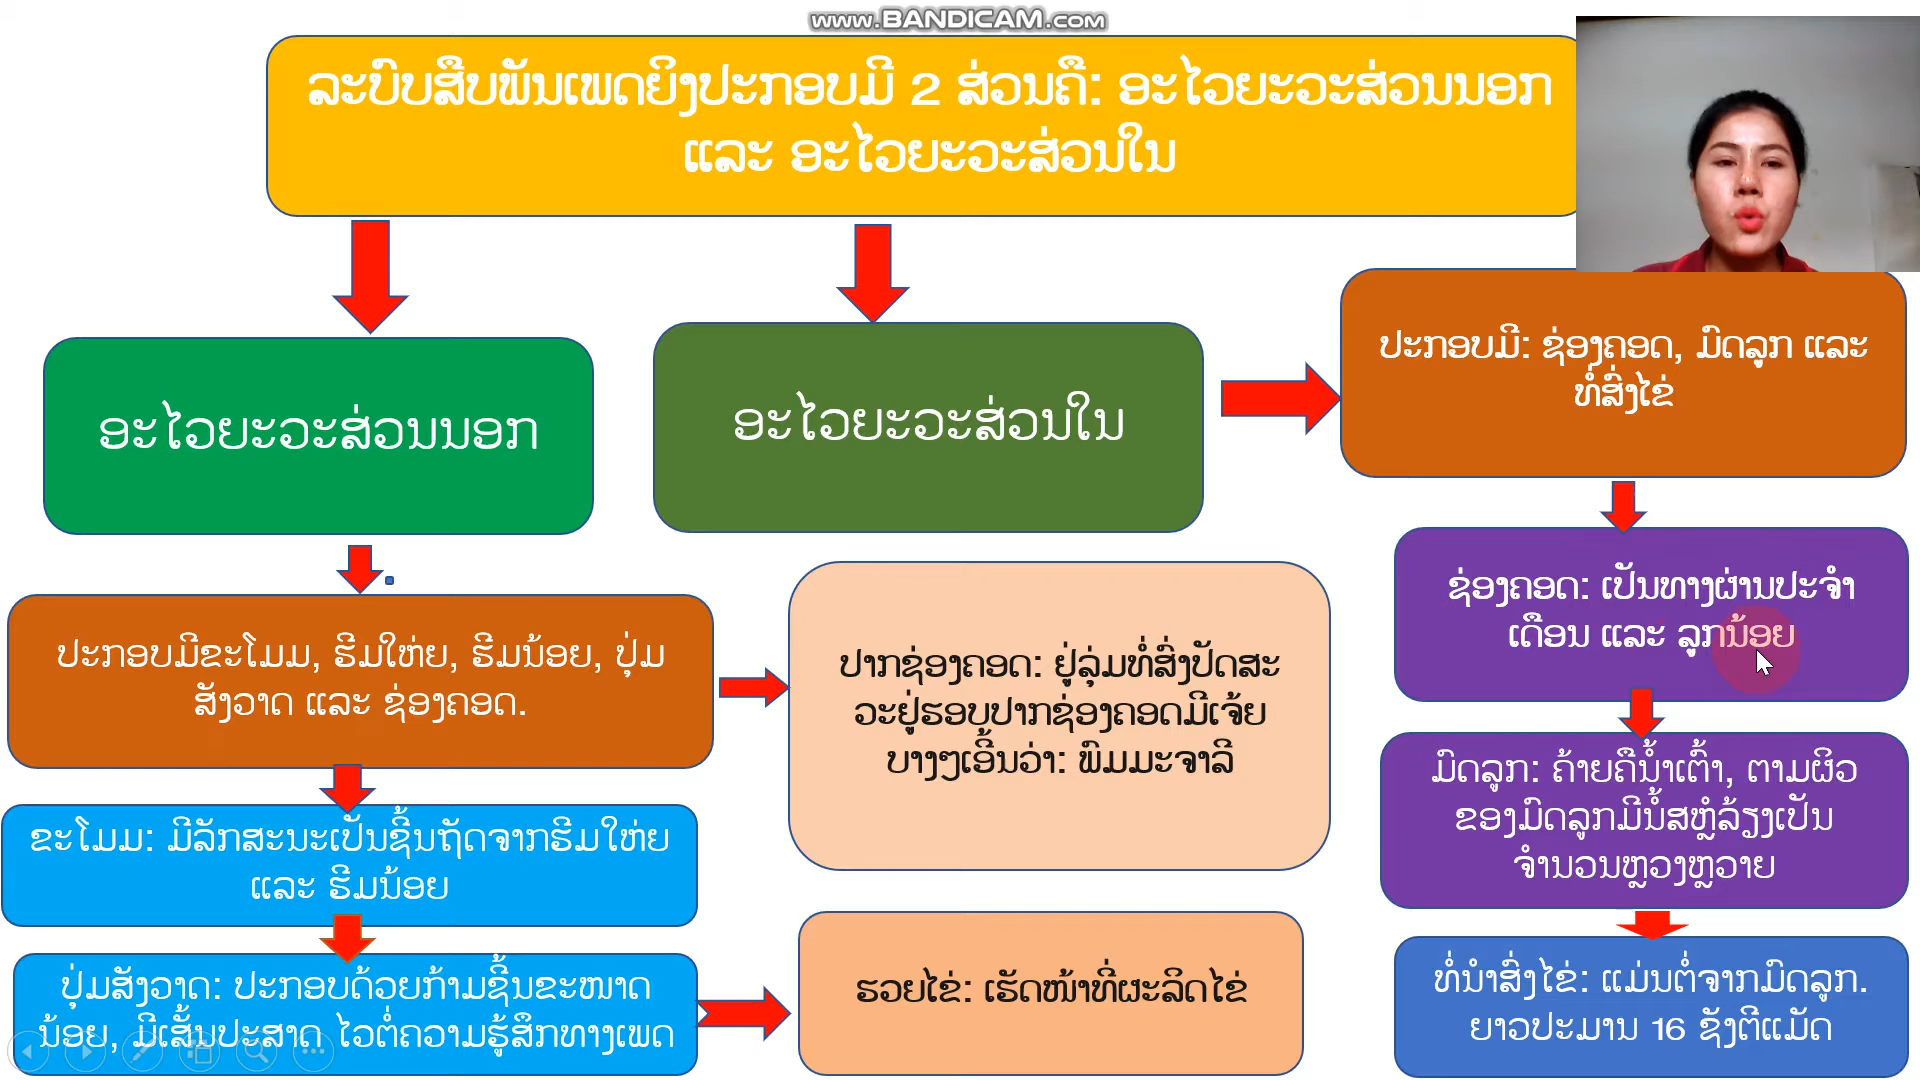 www.BANDICAM.com
ລະບົບສືບພັນເພດຍິງປະກອບມີ 2 ສ່ວນຄື: ອະໄວຍະວະສ່ວນນອກ
ແລະ ອະໄວຍະວະສ່ວນໃນ
ອະໄວຍະວະສ່ວນນອກ
ອະໄວຍະວະສ່ວນໃນ
ປະກອບມີ: ຊ່ອງຄອດ, ມົດລູກ ແລະ
ທໍ່ສົ່ງໄຂ່
ປະກອບມີຂະໂມມ, ຮີມໃຫ່ຍ, ຮີມນ້ອຍ, ປຸ່ມ
ສັງວາດ ແລະ ຊ່ອງຄອດ.
ປາກຊ່ອງຄອດ: ຢູ່ລຸ່ມທໍ່ສົ່ງປັດສະ
ວະຢູ່ຮອບປາກຊ່ອງຄອດມີເຈ້ຍ
ບາງໆເອີ້ນວ່າ: ພົມມະຈາລີ
ຊ່ອງຄອດ: ເປັນທາງຜ່ານປະຈຳ
ເດືອນ ແລະ ລູກນ້ອຍ
ມົດລູກ: ຄ້າຍຄືນ້ຳເຕົ້າ, ຕາມຜິວ
ຂອງມົດລູກມີນ້ໍສຫຼໍລ້ຽງເປັນ
ຈຳນວນຫຼວງຫຼວາຍ
ຂະໂມມ: ມີລັກສະນະເປັນຊີ້ນຖັດຈາກຮີມໃຫ່ຍ
ແລະ ຮີມນ້ອຍ
ປຸ່ມສັງວາດ: ປະກອບດ້ວຍກ້າມຊີ້ນຂະໜາດ
ນ້ອຍ, ມີເສັ້ນປະສາດ ໄວຕໍ່ຄວາມຮູ້ສຶກທາງເພດ
ຮວຍໄຂ່: ເຮັດໜ້າທີ່ຜະລິດໄຂ່
ທໍ່ນຳສົ່ງໄຂ່: ແມ່ນຕໍ່ຈາກມົດລູກ.
ຍາວປະມານ 16 ຊັງຕີແມັດ